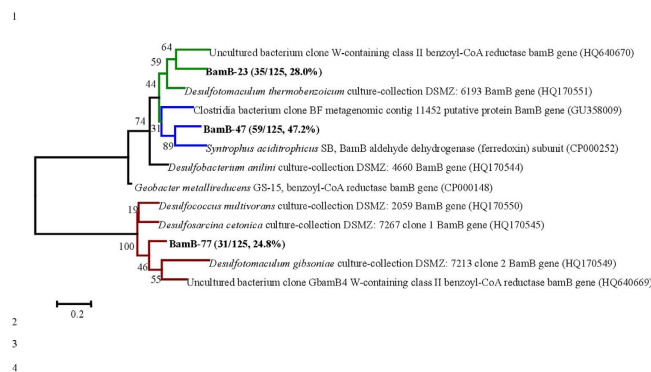 1
64
Uncultured bacterium clone W-containing class II benzoyl-CoA reductase bamB gene (HQ640670)
59
BamB-23 (35/125, 28.0%)
44
Desulfotomaculum thermobenzoicum culture-collection DSMZ: 6193 BamB gene (HQ170551)
Clostridia bacterium clone BF metagenomic contig 11452 putative protein BamB gene (GU358009)
74
31
BamB-47 (59/125, 47.2%)
89
Syntrophus aciditrophicus SB, BamB aldehyde dehydrogenase (ferredoxin) subunit (CP000252)
Desulfobacterium anilini culture-collection DSMZ: 4660 BamB gene (HQ170544)
Geobacter metallireducens GS-15, benzoyl-CoA reductase bamB gene (CP000148)
19
Desulfococcus multivorans culture-collection DSMZ: 2059 BamB gene (HQ170550)
Desulfosarcina cetonica culture-collection DSMZ: 7267 clone 1 BamB gene (HQ170545)
100
BamB-77 (31/125, 24.8%)
46
Desulfotomaculum gibsoniae culture-collection DSMZ: 7213 clone 2 BamB gene (HQ170549)
55
Uncultured bacterium clone GbamB4 W-containing class II benzoyl-CoA reductase bamB gene (HQ640669)
0.2
2
3
4